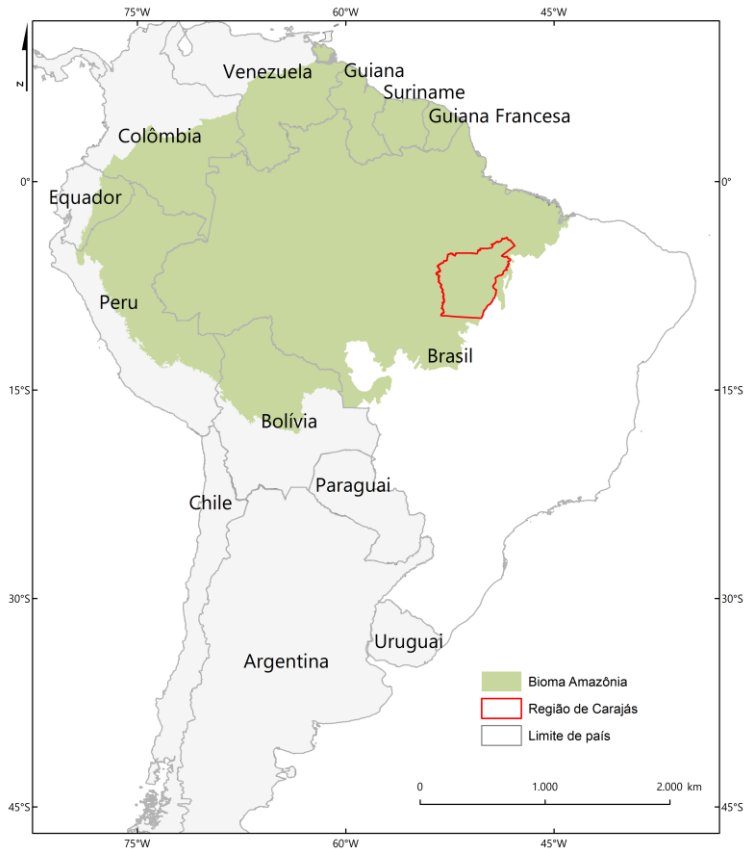 75°W 60°W 45°W
N
Venezuela
Guiana
Suriname
Guiana Francesa
Colômbia
0° 0°
Equador
Peru
Brasil
15°S 15°S
Bolívia
Paraguai
Chile
30°S 30°S
Uruguai
Argentina
Bioma Amazônia
Região de Carajás
Limite de país
0 1.000 2.000 km
45°S 45°S
75°W 60°W 45°W